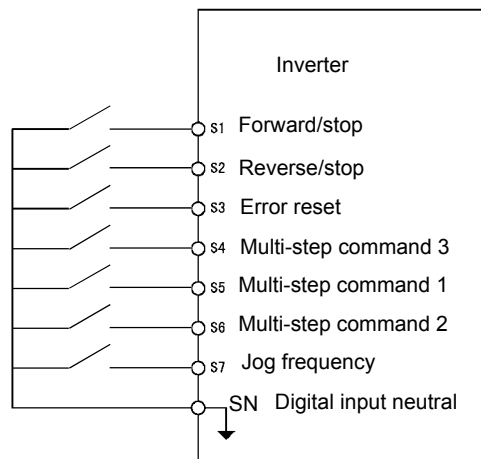 Inverter
S1 Forward/stop
S2 Reverse/stop
S3 Error reset
S4 Multi-step command 3
S5 Multi-step command 1
S6 Multi-step command 2
S7 Jog frequency
SN Digital input neutral